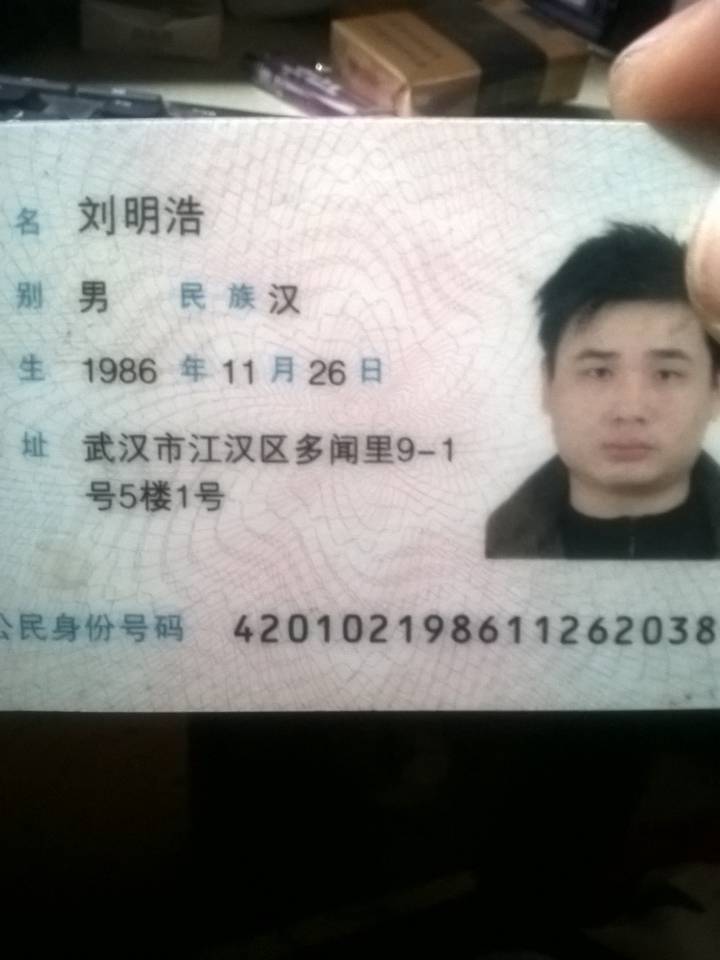 名 刘明浩
别 男 民族 汉
生 1986 年 11 月 26 日
址 武汉市江汉区多闻里9-1
号5楼1号
公民身份号码 420102198611262038